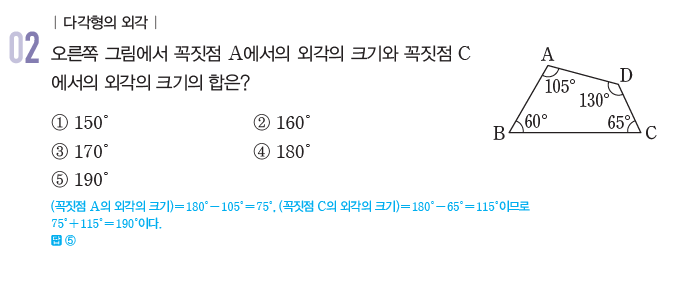 | 다각형의 외각 |
02 오른쪽 그림에서 꼭짓점 A에서의 외각의 크기와 꼭짓점 C
에서의 외각의 크기의 합은?
① 150° ② 160°
③ 170° ④ 180°
⑤ 190°
A
D
105°
130°
B 60° 65° C
(꼭짓점 A의 외각의 크기)=180°-105°=75°, (꼭짓점 C의 외각의 크기)=180°-65°=115°이므로
75°+115°=190°이다.
답 ⑤